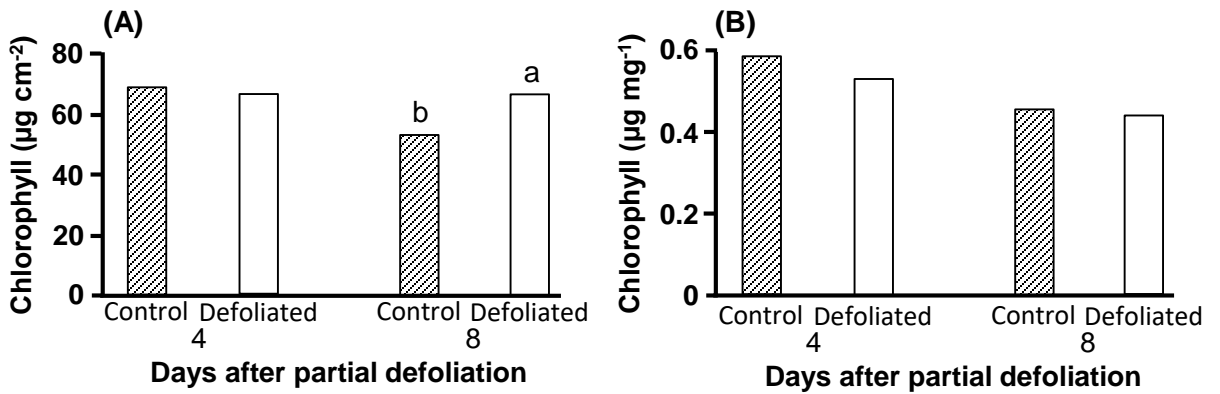 (A)
Chlorophyll (µg cm-2)
80
60
40
20
0
b
a
Control Defoliated Control Defoliated
4 8
Days after partial defoliation
(B)
Chlorophyll (µg mg-1)
0.6
0.4
0.2
0
Control Defoliated Control Defoliated
4 8
Days after partial defoliation